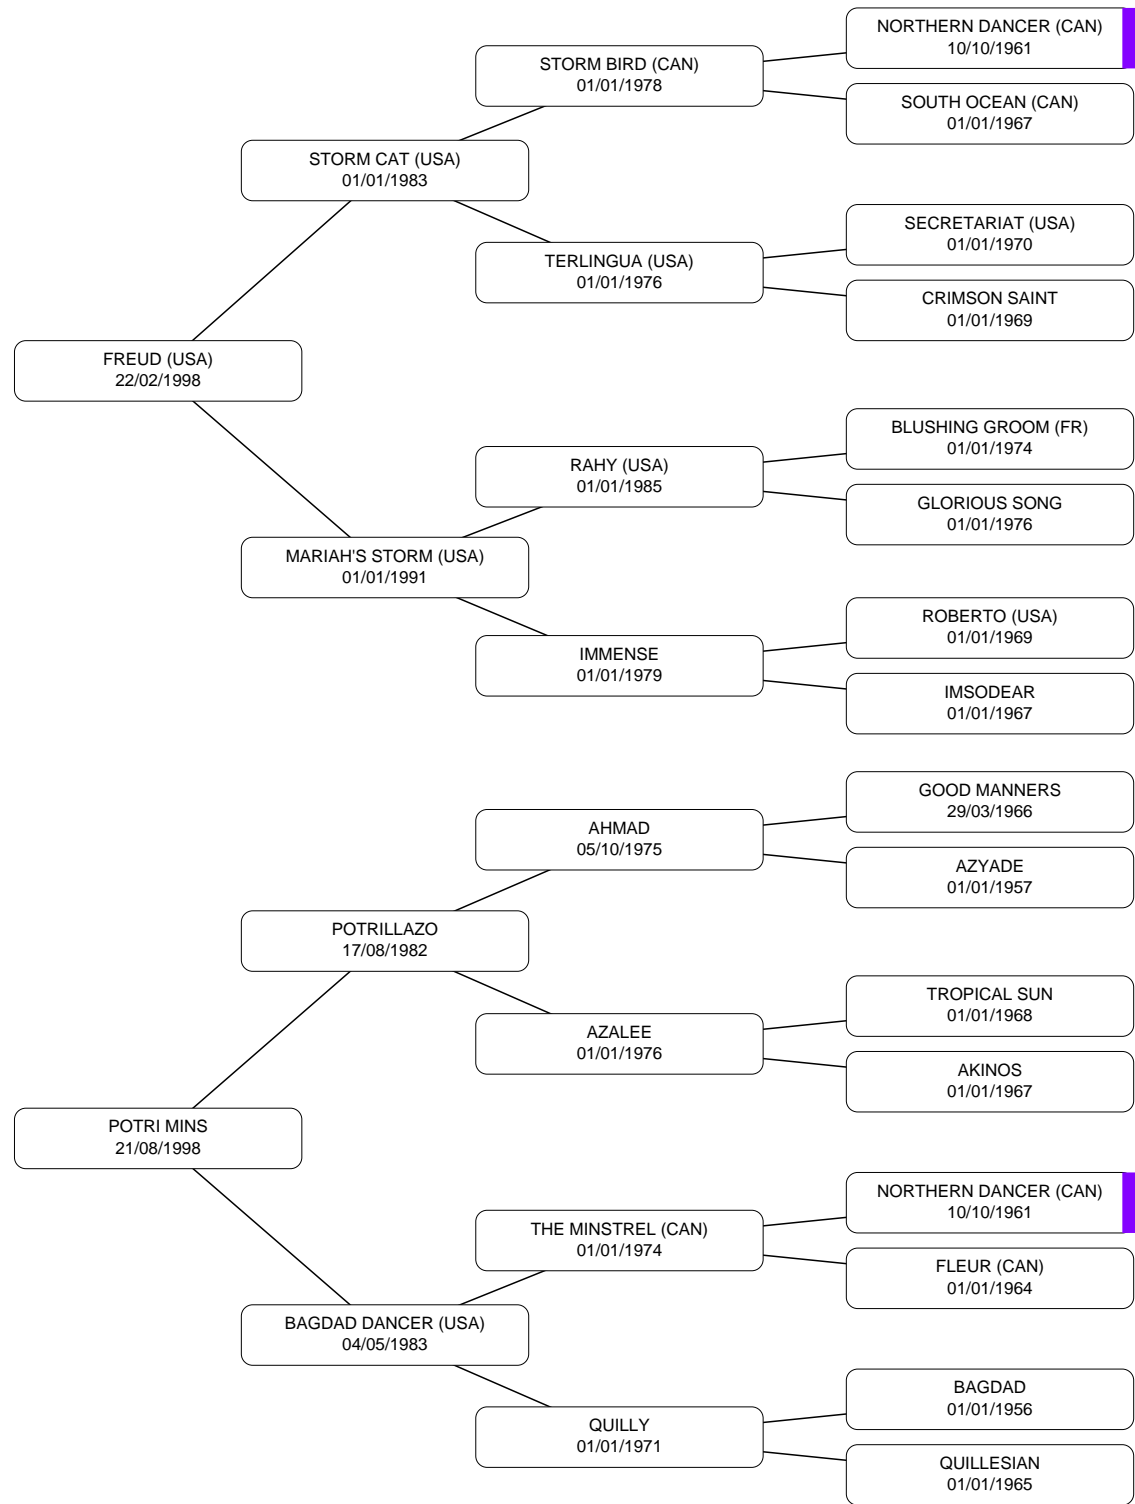 NORTHERN DANCER (CAN)
10/10/1961
STORM BIRD (CAN)
01/01/1978
SOUTH OCEAN (CAN)
01/01/1967
STORM CAT (USA)
01/01/1983
SECRETARIAT (USA)
01/01/1970
TERLINGUA (USA)
01/01/1976
CRIMSON SAINT
01/01/1969
FREUD (USA)
22/02/1998
BLUSHING GROOM (FR)
01/01/1974
RAHY (USA)
01/01/1985
GLORIOUS SONG
01/01/1976
MARIAH'S STORM (USA)
01/01/1991
ROBERTO (USA)
01/01/1969
IMMENSE
01/01/1979
IMSODEAR
01/01/1967
GOOD MANNERS
29/03/1966
AHMAD
05/10/1975
AZYADE
01/01/1957
POTRILLAZO
17/08/1982
TROPICAL SUN
01/01/1968
AZALEE
01/01/1976
AKINOS
01/01/1967
POTRI MINS
21/08/1998
NORTHERN DANCER (CAN)
10/10/1961
THE MINSTREL (CAN)
01/01/1974
FLEUR (CAN)
01/01/1964
BAGDAD DANCER (USA)
04/05/1983
BAGDAD
01/01/1956
QUILLY
01/01/1971
QUILLESIAN
01/01/1965